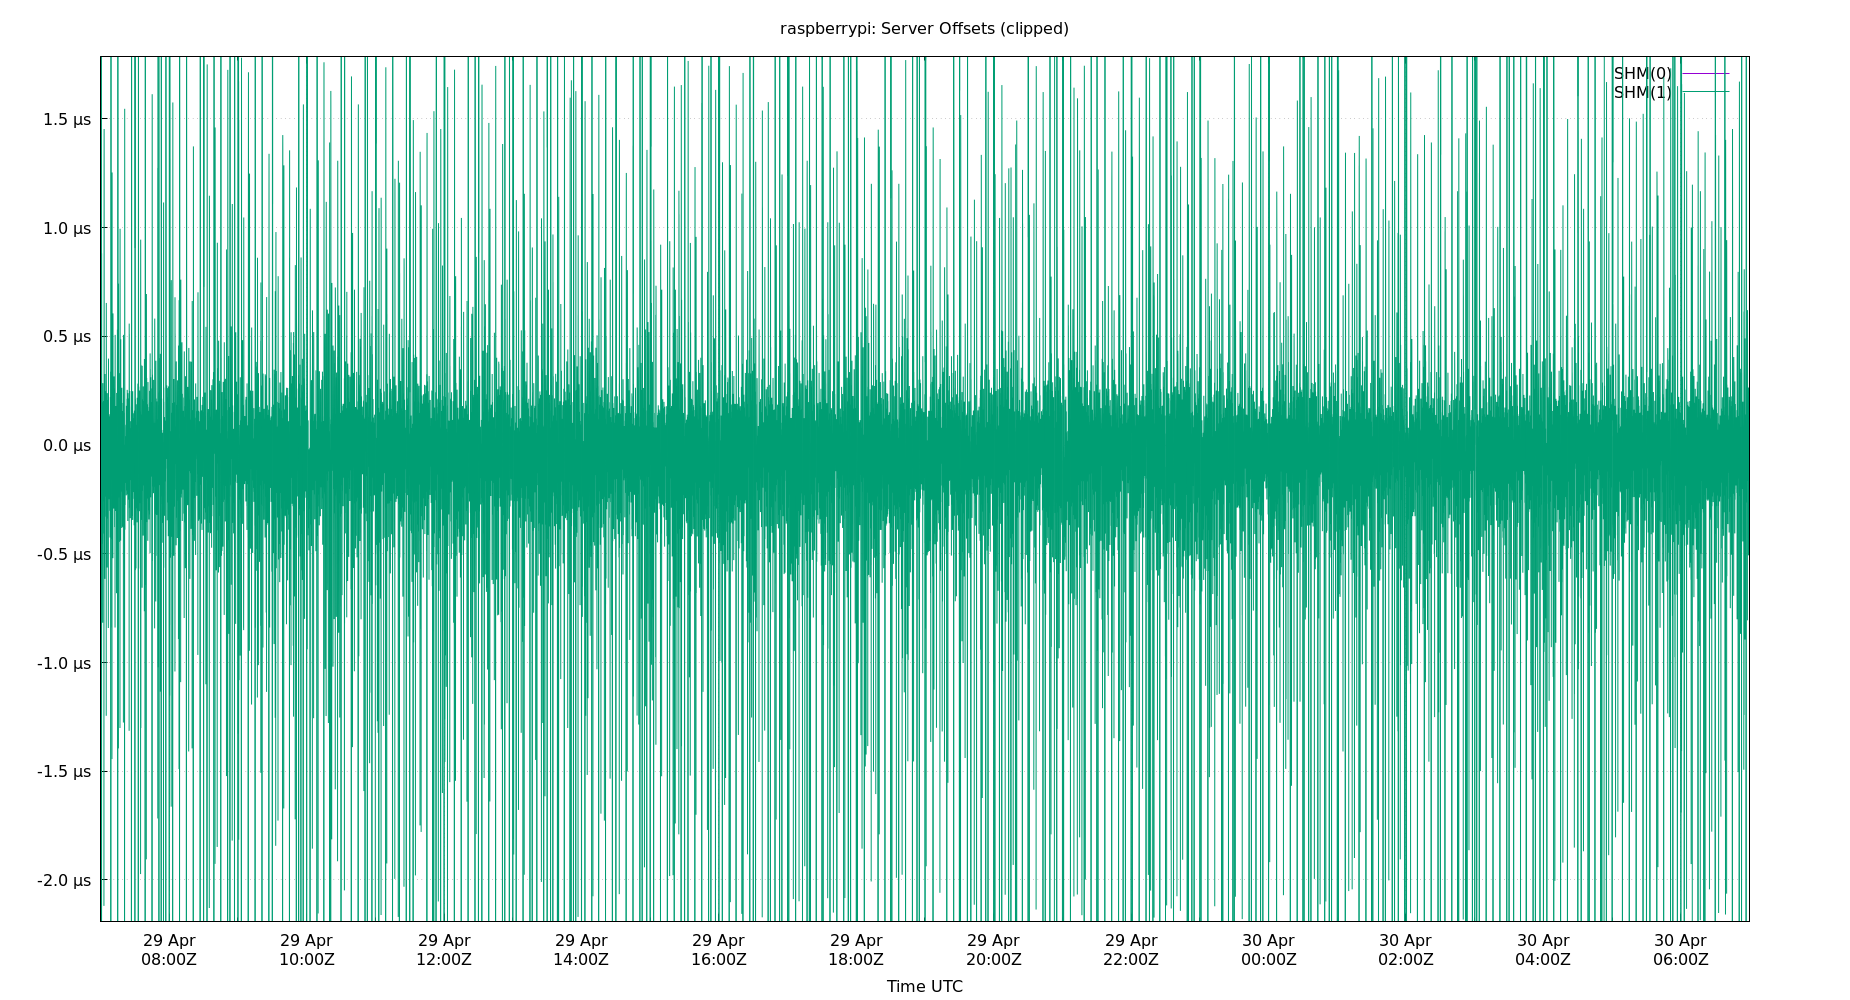 raspberrypi: Server Offsets (clipped)
SHM(0)
SHM(1)
1.5 µs
1.0 µs
0.5 µs
0.0 µs
-0.5 µs
-1.0 µs
-1.5 µs
-2.0 µs
29 Apr 29 Apr 29 Apr 29 Apr 29 Apr 29 Apr 29 Apr 29 Apr 30 Apr 30 Apr 30 Apr 30 Apr
08:00Z 10:00Z 12:00Z 14:00Z 16:00Z 18:00Z 20:00Z 22:00Z 00:00Z 02:00Z 04:00Z 06:00Z
Time UTC